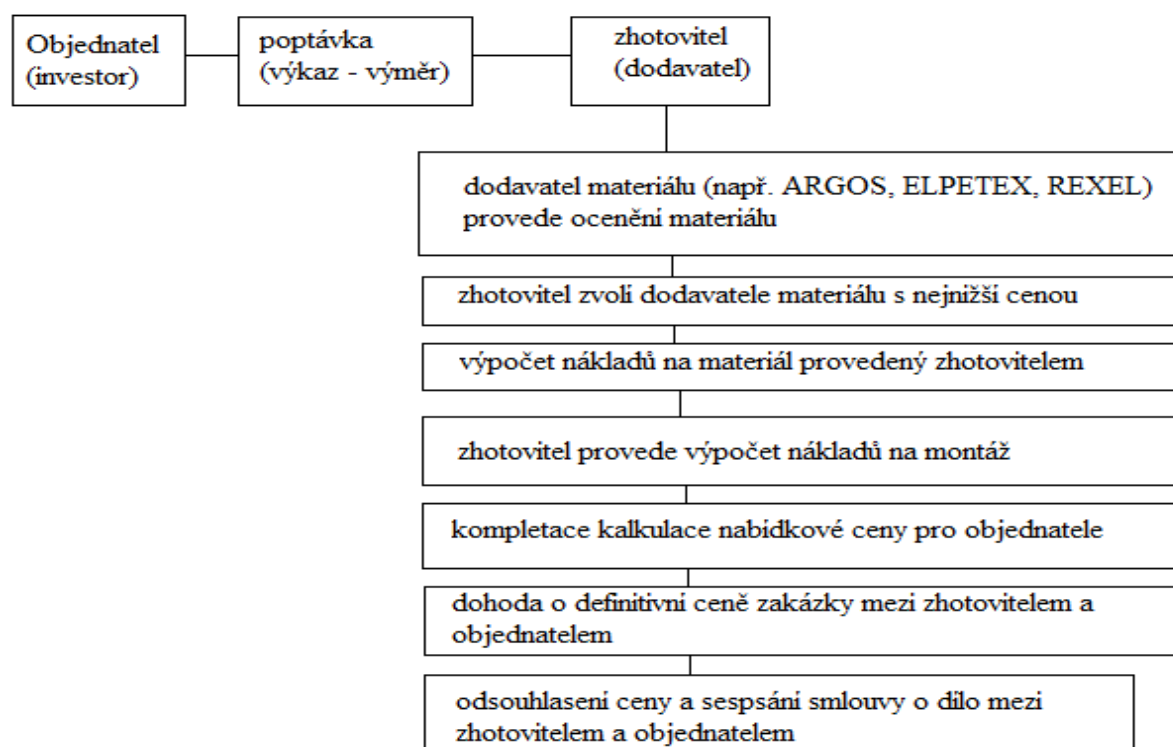 Objednatel
(investor)
poptávka
(výkaz - výměr)
zhotovitel
(dodavatel)
dodavatel materiálu (např. ARGOS, ELPETEX, REXEL)
provede ocenění materiálu
zhotovitel zvolí dodavatele materiálu s nejnižší cenou
výpočet nákladů na materiál provedený zhotovitelem
zhotovitel provede výpočet nákladů na montáž
kompletace kalkulace nabídkové ceny pro objednatele
dohoda o definitivní ceně zakázky mezi zhotovitelem a
objednatelem
odsouhlasení ceny a sespsání smlouvy o dílo mezi
zhotovitelem a objednatelem